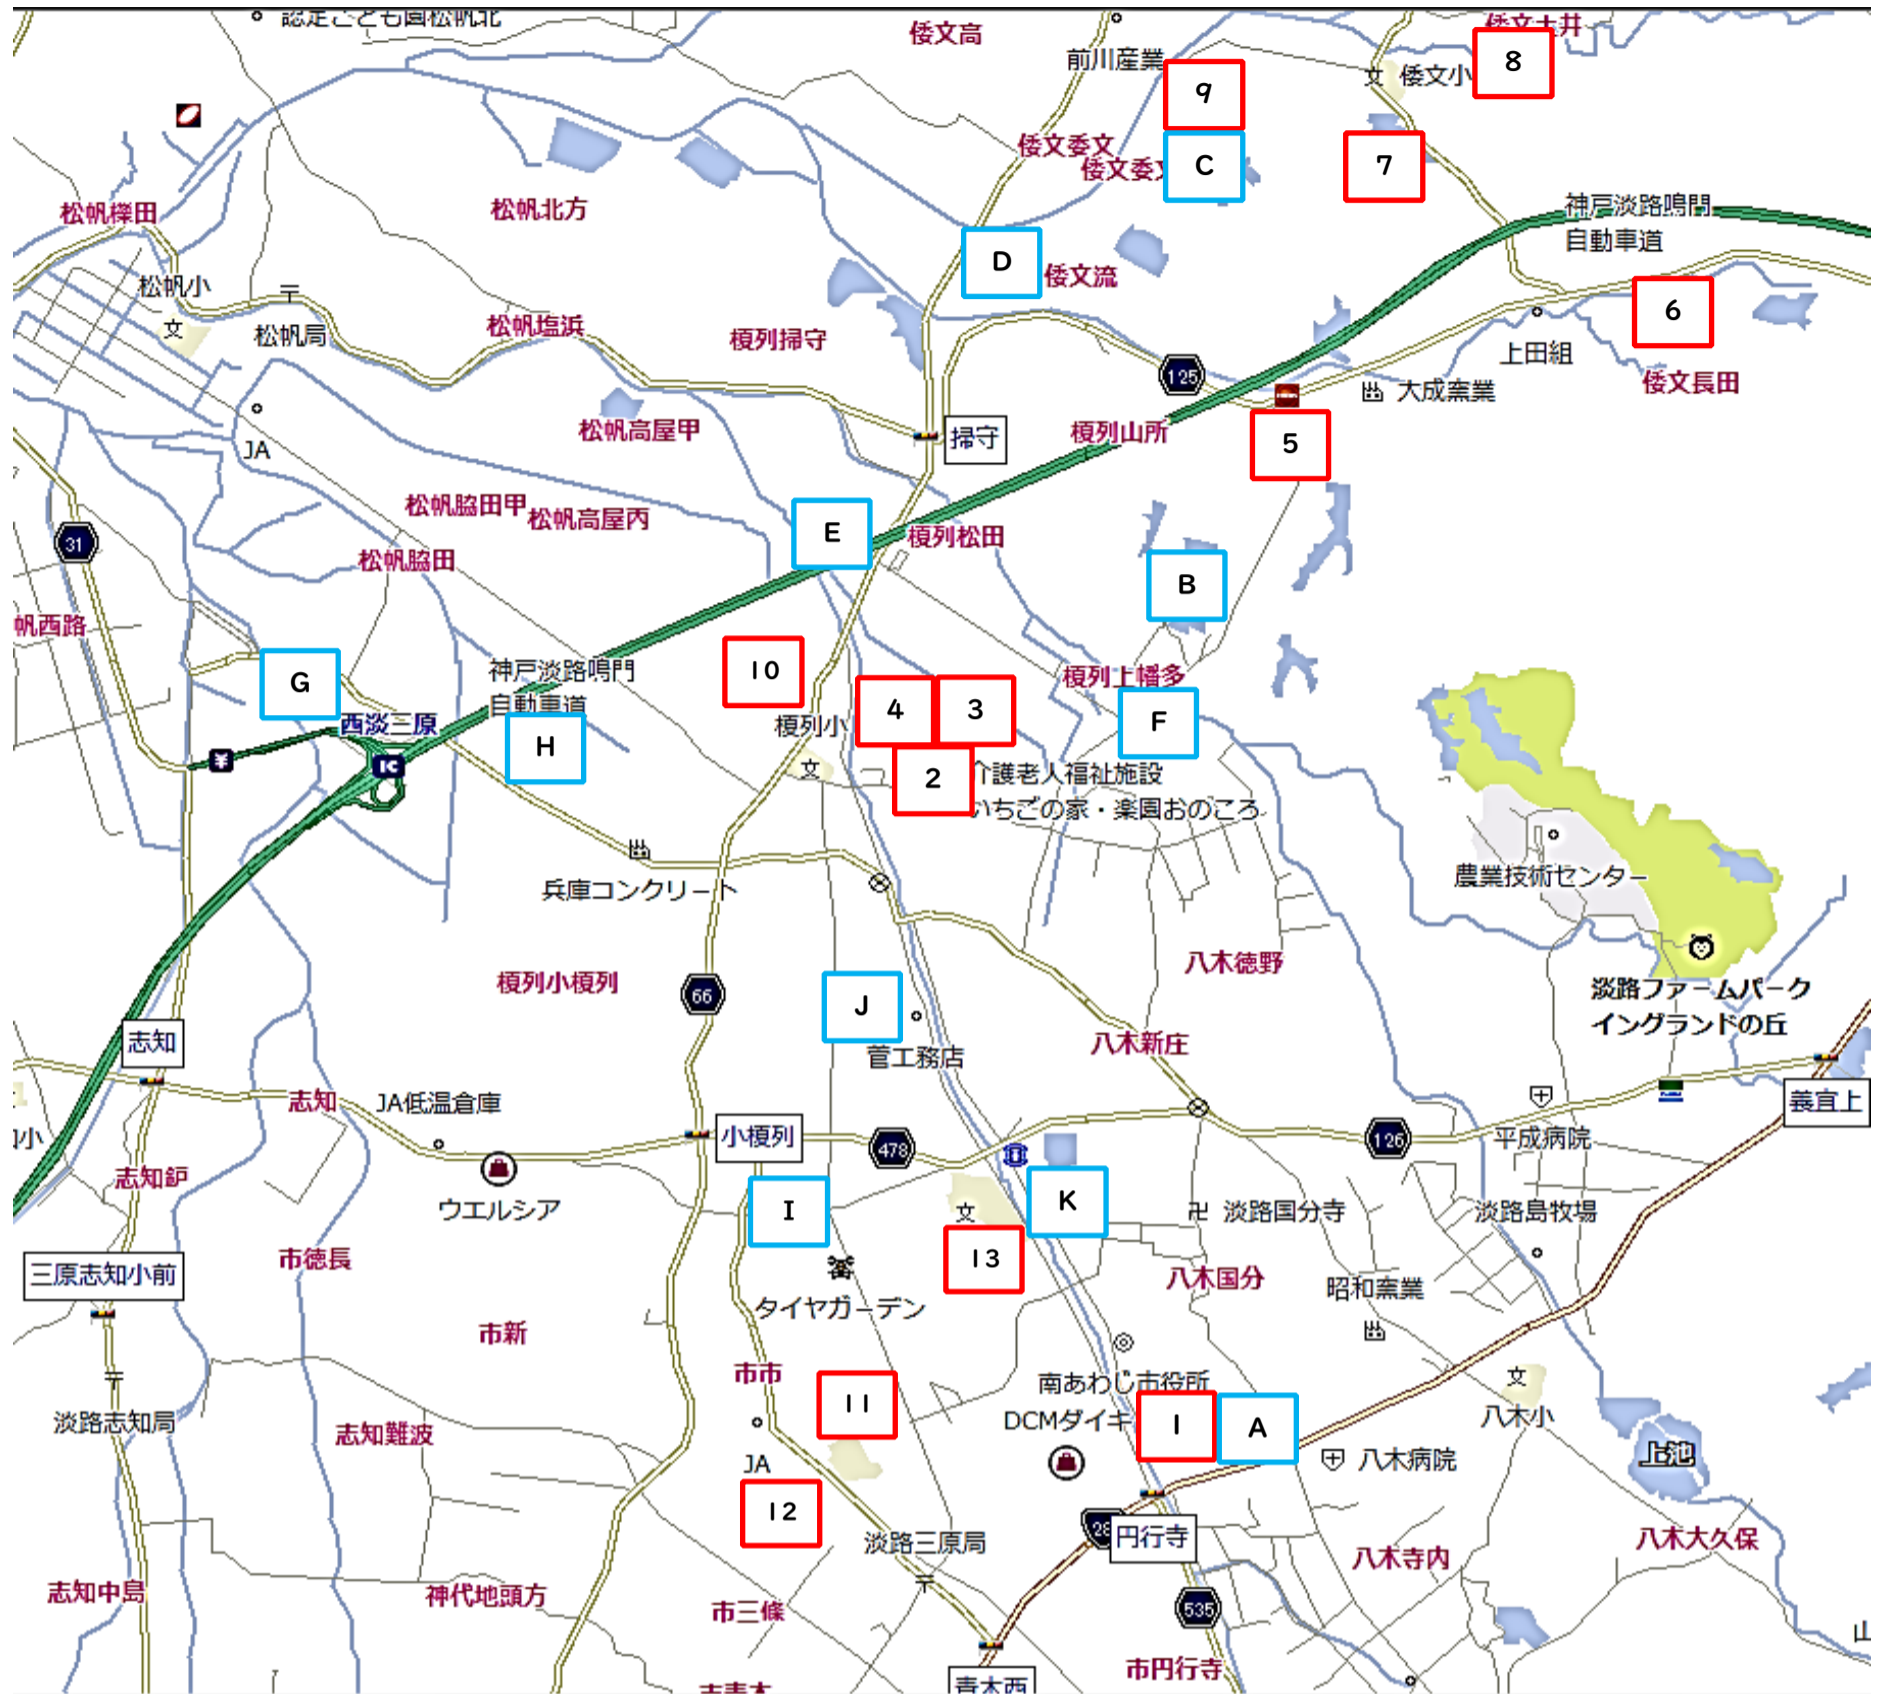 認定こども園松帆北
倭文高
倭文土井
前川産業
倭文小
8
9
倭文委文
倭文委文
C
7
松帆櫟田
松帆北方
神戸淡路鳴門
自動車道
D
倭文流
松帆小
松帆局
松帆塩浜
榎列掃守
6
上田組
125
倭文長田
大成窯業
松帆高屋甲
掃守
榎列山所
5
JA
松帆脇田甲
松帆高屋丙
31
E
榎列松田
松帆脇田
B
帆西路
神戸淡路鳴門
自動車道
10
榎列上幡多
G
4
3
西淡三原
榎列小
F
H
IC
2
介護老人福祉施設
いちごの家・楽園おのころ
農業技術センター
兵庫コンクリート
榎列小榎列
66
八木徳野
淡路ファームパーク
イングランドの丘
J
志知
菅工務店
八木新庄
志知
JA低温倉庫
義宜上
小榎列
478
126
平成病院
小
志知鈩
ウエルシア
I
K
淡路国分寺
淡路島牧場
三原志知小前
市徳長
13
八木国分
昭和窯業
タイヤガーデン
市新
市市
南あわじ市役所
11
DCMダイキ
1
A
八木小
淡路志知局
志知難波
JA
八木病院
上池
12
28
円行寺
淡路三原局
八木寺内
八木大久保
志知中島
神代地頭方
市三條
535
山
市円行寺
青木西
市青木